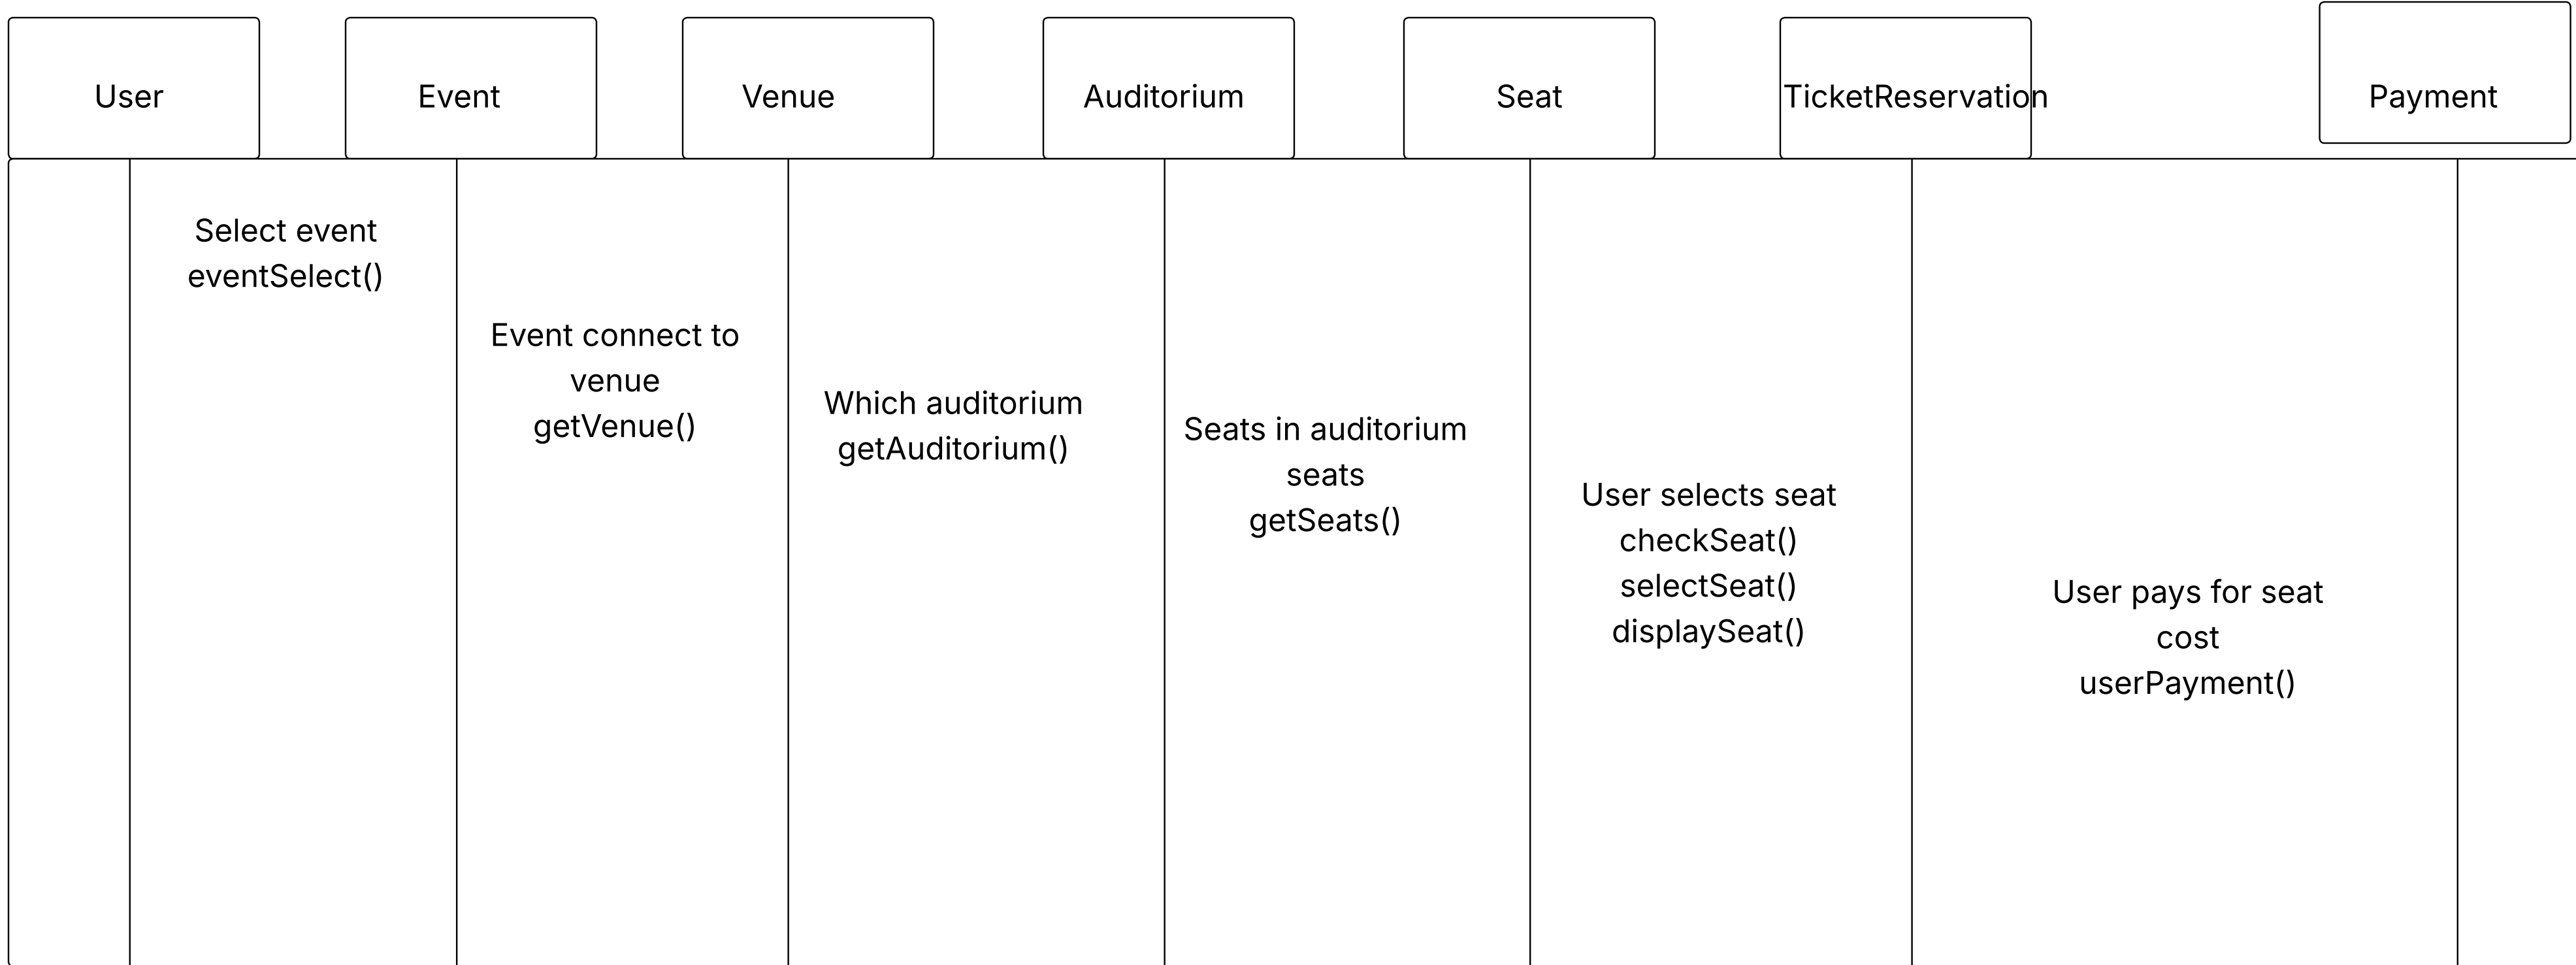 User
Event
Venue
Auditorium
Seat
TicketReservation
Payment
Select event
eventSelect()
Event connect to
venue
getVenue()
Which auditorium
getAuditorium()
Seats in auditorium
seats
getSeats()
User selects seat
checkSeat()
selectSeat()
displaySeat()
User pays for seat
cost
userPayment()